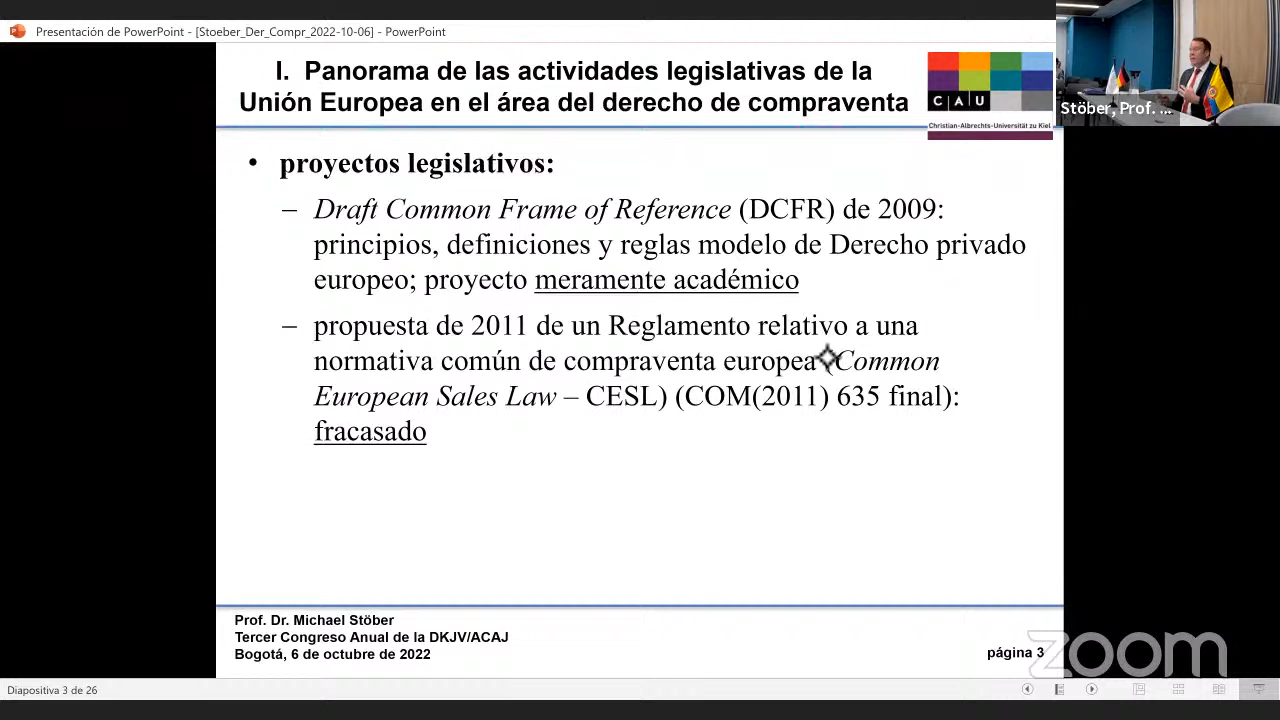 Presentación de PowerPoint - [Stoeber_Der_Compr_2022-10-06] - PowerPoint
I. Panorama de las actividades legislativas de la
Unión Europea en el área del derecho de compraventa
C A U
Christian-Albrechts-Universität zu Kiel
Stöber, Prof. ...
• proyectos legislativos:
– Draft Common Frame of Reference (DCFR) de 2009:
principios, definiciones y reglas modelo de Derecho privado
europeo; proyecto meramente académico
– propuesta de 2011 de un Reglamento relativo a una
normativa común de compraventa europea (Common
European Sales Law – CESL) (COM(2011) 635 final):
fracasado
Prof. Dr. Michael Stöber
Tercer Congreso Anual de la DKJV/ACAJ
Bogotá, 6 de octubre de 2022
página 3
zoom
Diapositiva 3 de 26